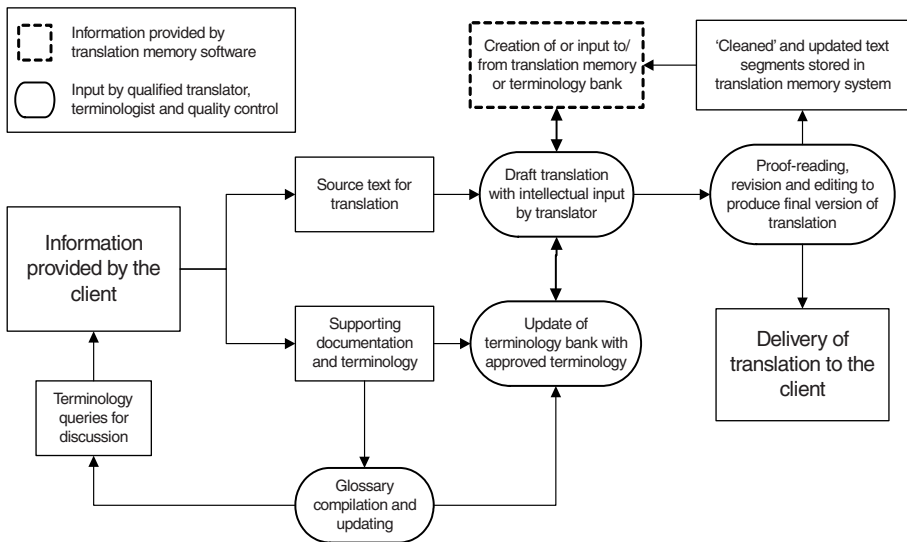 Information provided by
translation memory software
Input by qualified translator,
terminologist and quality control
Creation of or input to/
from translation memory
or terminology bank
‘Cleaned’ and updated text
segments stored in
translation memory system
Source text for
translation
Draft translation
with intellectual input
by translator
Proof-reading,
revision and editing to
produce final version of
translation
Information
provided by the
client
Supporting
documentation
and terminology
Update of
terminology bank with
approved terminology
Delivery of
translation to the
client
Terminology
queries for
discussion
Glossary
compilation and
updating